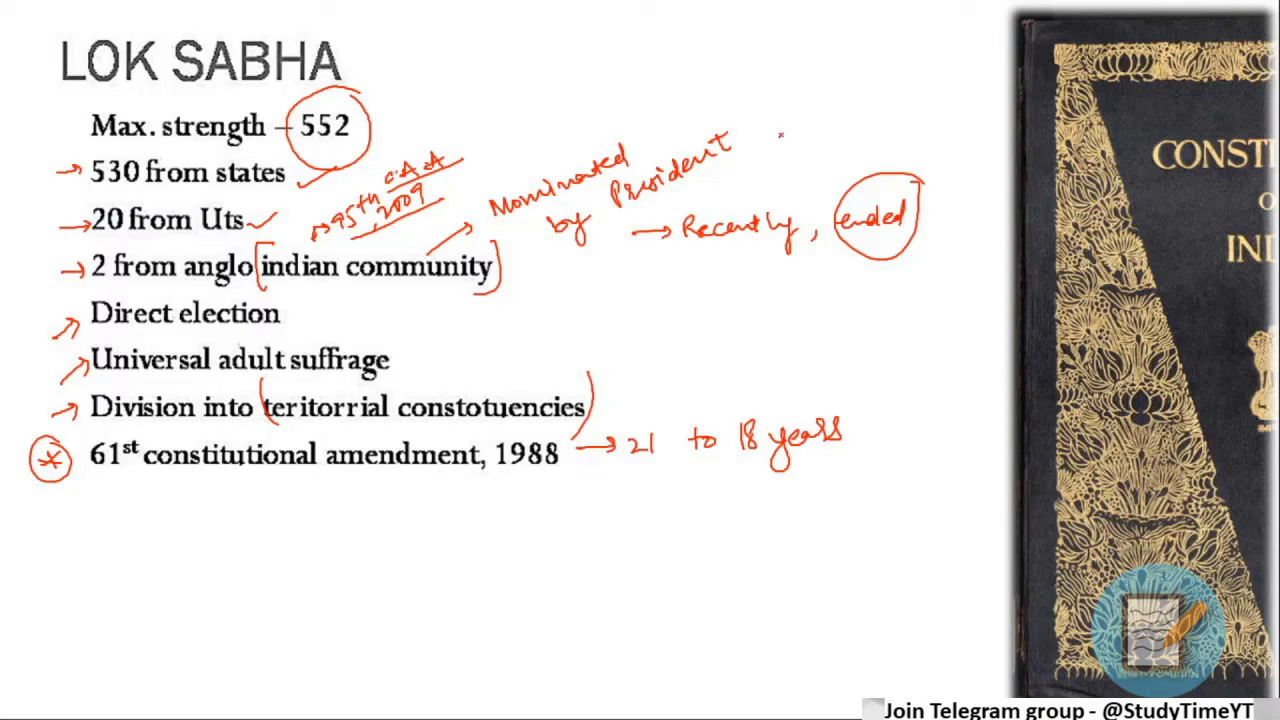 LOK SABHA
Max. strength – 552
530 from states
20 from Uts
95th C.A.A
2009
Nominated
by President
Recently, ended
2 from anglo indian community
Direct election
Universal adult suffrage
Division into teritorrial constotuencies
61st constitutional amendment, 1988
21 to 18 years
CONST
O
IND
Join Telegram group - @StudyTimeYT